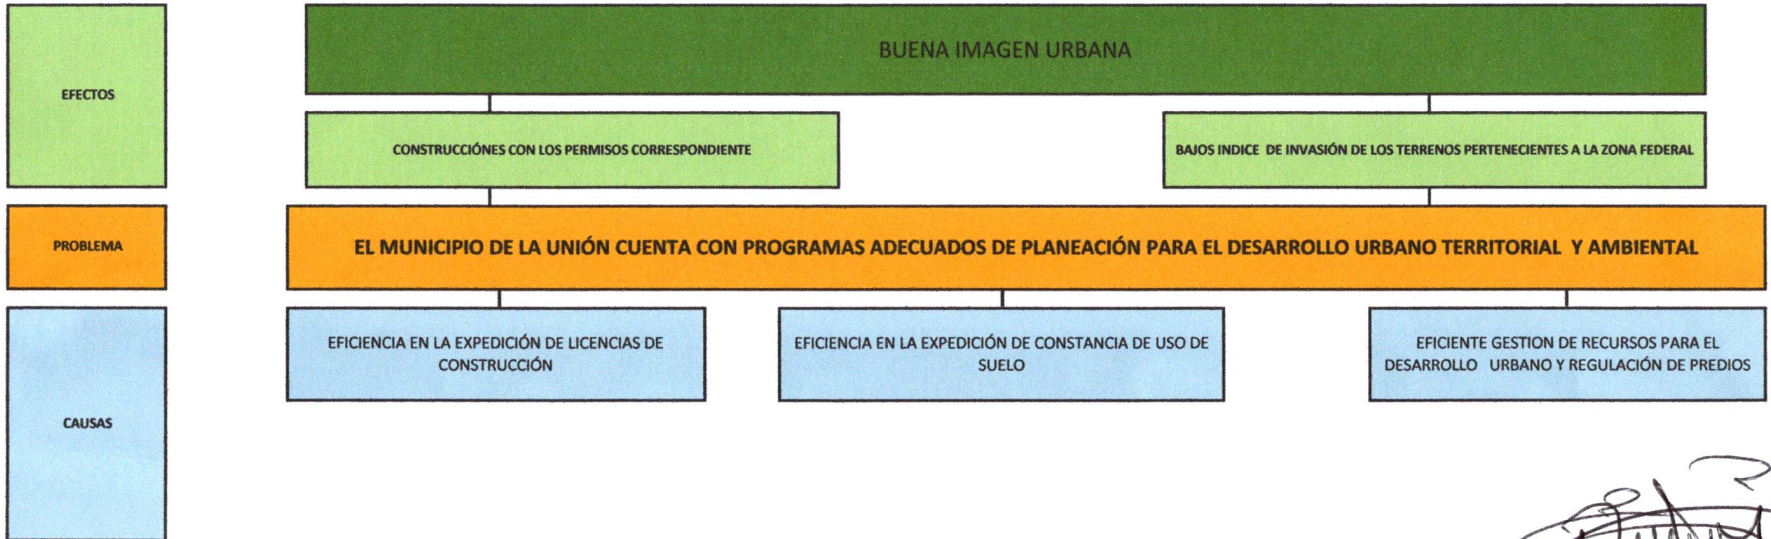 EFECTOS
BUENA IMAGEN URBANA
CONSTRUCCIÓNES CON LOS PERMISOS CORRESPONDIENTE
BAJOS INDICE DE INVASIÓN DE LOS TERRENOS PERTENECIENTES A LA ZONA FEDERAL
PROBLEMA
EL MUNICIPIO DE LA UNIÓN CUENTA CON PROGRAMAS ADECUADOS DE PLANEACIÓN PARA EL DESARROLLO URBANO TERRITORIAL Y AMBIENTAL
CAUSAS
EFICIENCIA EN LA EXPEDICIÓN DE LICENCIAS DE
CONSTRUCCIÓN
EFICIENCIA EN LA EXPEDICIÓN DE CONSTANCIA DE USO DE
SUELO
EFICIENTE GESTION DE RECURSOS PARA EL
DESARROLLO URBANO Y REGULACIÓN DE PREDIOS